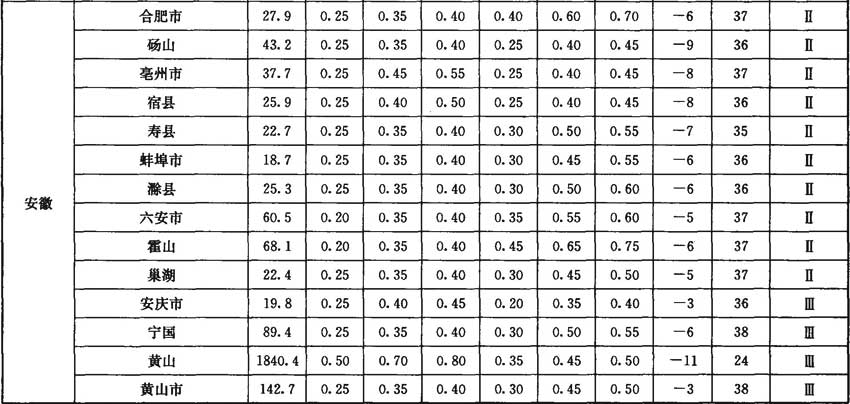 合肥市 27.9 0.25 0.35 0.40 0.40 0.60 0.70 -6 37 Ⅱ
砀山 43.2 0.25 0.35 0.40 0.25 0.40 0.45 -9 36 Ⅱ
亳州市 37.7 0.25 0.45 0.55 0.25 0.40 0.45 -8 37 Ⅱ
宿县 25.9 0.25 0.40 0.50 0.25 0.40 0.45 -8 36 Ⅱ
寿县 22.7 0.25 0.35 0.40 0.30 0.50 0.55 -7 35 Ⅱ
蚌埠市 18.7 0.25 0.35 0.40 0.30 0.45 0.55 -6 36 Ⅱ
滁县 25.3 0.25 0.35 0.40 0.30 0.50 0.60 -6 36 Ⅱ
安徽 六安市 60.5 0.20 0.35 0.40 0.35 0.55 0.60 -5 37 Ⅱ
霍山 68.1 0.20 0.35 0.40 0.45 0.65 0.75 -6 37 Ⅱ
巢湖 22.4 0.25 0.35 0.40 0.30 0.45 0.50 -5 37 Ⅱ
安庆市 19.8 0.25 0.40 0.45 0.20 0.35 0.40 -3 36 Ⅲ
宁国 89.4 0.25 0.35 0.40 0.30 0.50 0.55 -6 38 Ⅲ
黄山 1840.4 0.50 0.70 0.80 0.35 0.45 0.50 -11 24 Ⅲ
黄山市 142.7 0.25 0.35 0.40 0.30 0.45 0.50 -3 38 Ⅲ